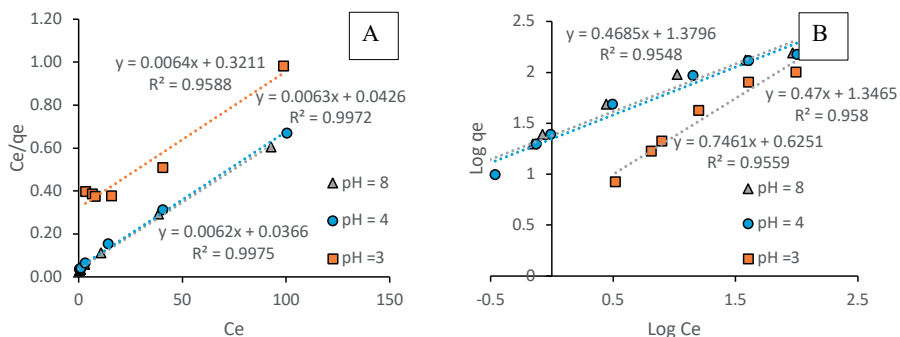 A
1.20
1.00
0.80
0.60
0.40
0.20
0.00
Ce/qe
y = 0.0064x + 0.3211
R² = 0.9588
y = 0.0063x + 0.0426
R² = 0.9972
y = 0.0062x + 0.0366
R² = 0.9975
pH = 8
pH = 4
pH =3
0 50 100 150
Ce
B
2.5
2
1.5
1
0.5
0
Log qe
y = 0.4685x + 1.3796
R² = 0.9548
y = 0.47x + 1.3465
R² = 0.958
y = 0.7461x + 0.6251
R² = 0.9559
pH = 8
pH = 4
pH =3
-0.5 0.5 1.5 2.5
Log Ce